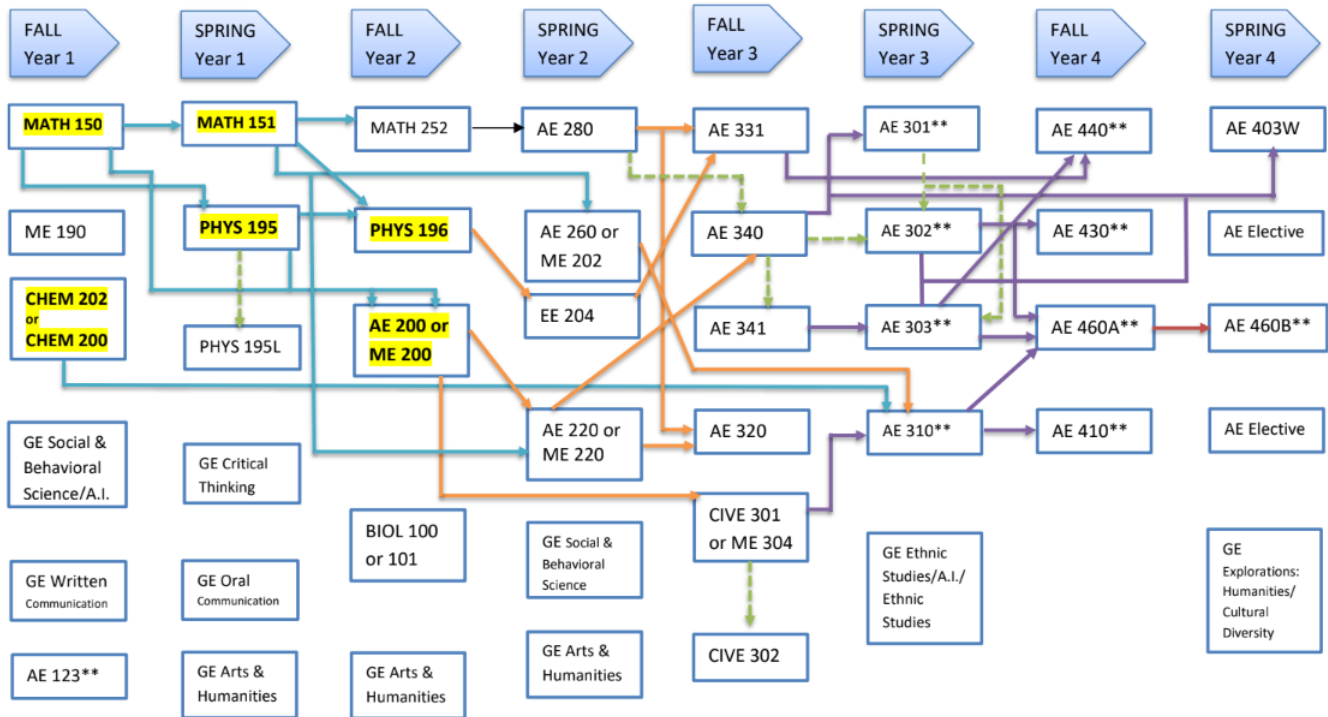 FALL
Year 1
SPRING
Year 1
FALL
Year 2
SPRING
Year 2
FALL
Year 3
SPRING
Year 3
FALL
Year 4
SPRING
Year 4
MATH 150
ME 190
CHEM 202
or
CHEM 200
GE Social &
Behavioral
Science/A.I.
GE Written
Communication
AE 123**
MATH 151
PHYS 195
PHYS 195L
GE Critical
Thinking
GE Oral
Communication
GE Arts &
Humanities
MATH 252
PHYS 196
AE 200 or
ME 200
BIOL 100
or 101
GE Arts &
Humanities
AE 280
AE 260 or
ME 202
EE 204
AE 220 or
ME 220
GE Social &
Behavioral
Science
GE Arts &
Humanities
AE 331
AE 340
AE 341
AE 320
CIVE 301
or ME 304
CIVE 302
AE 301**
AE 302**
AE 303**
AE 310**
GE Ethnic
Studies/A.I./
Ethnic
Studies
AE 440**
AE 430**
AE 460A**
AE 410**
AE 403W
AE Elective
AE 460B**
AE Elective
GE
Explorations:
Humanities/
Cultural
Diversity